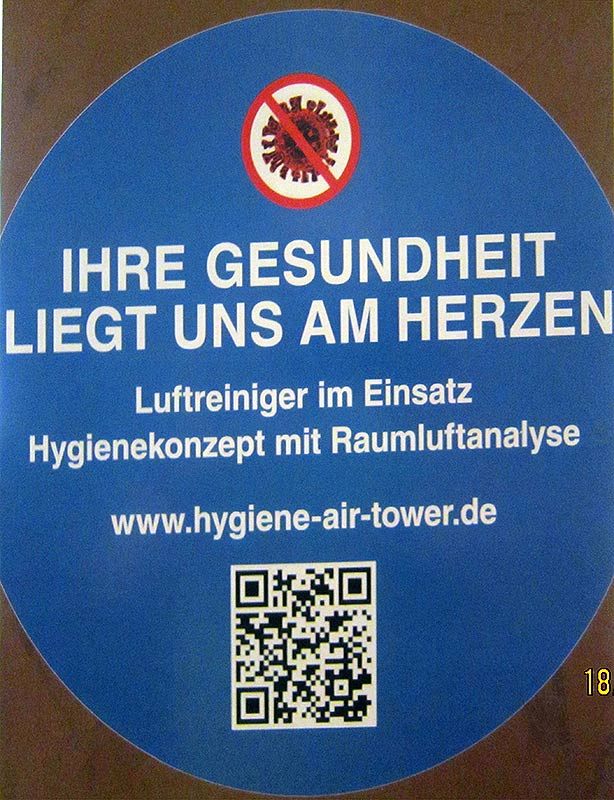 IHRE GESUNDHEIT
LIEGT UNS AM HERZEN
Luftreiniger im Einsatz
Hygienekonzept mit Raumluftanalyse
www.hygiene-air-tower.de
18